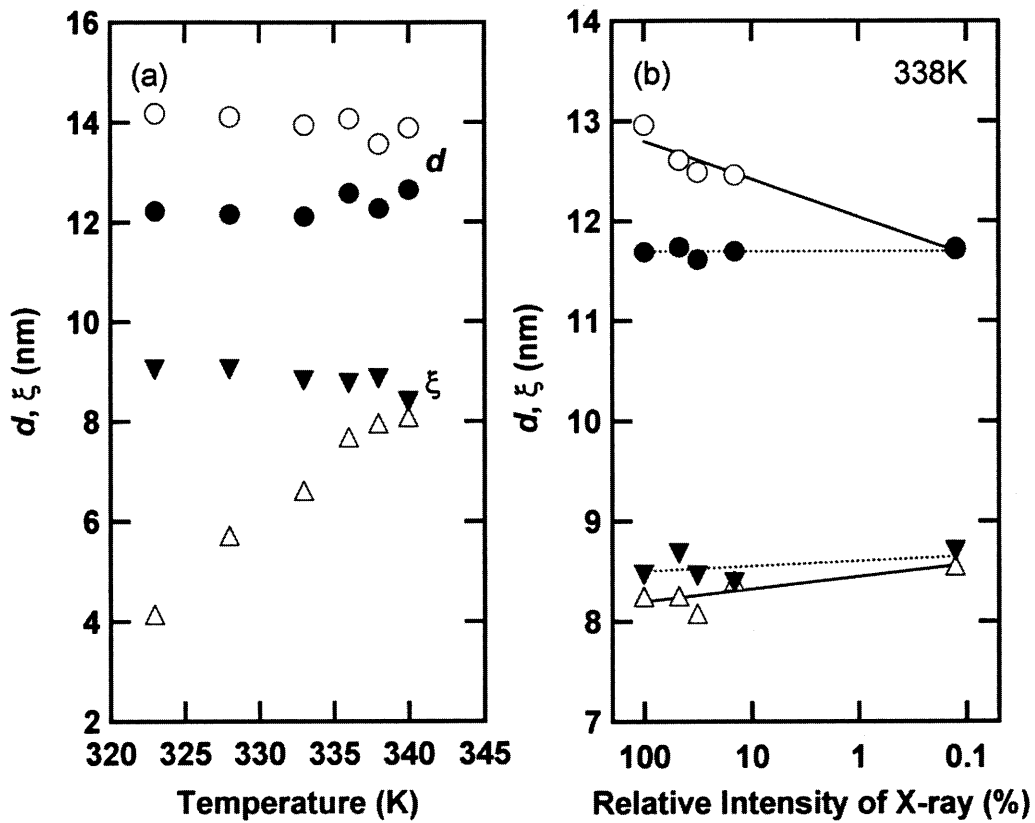 (a)
16
14
12
10
8
6
4
2
d, ξ (nm)
d
ξ
320 325 330 335 340 345
Temperature (K)
(b)
338K
14
13
12
11
10
9
8
7
d, ξ (nm)
100 10 1 0.1
Relative Intensity of X-ray (%)